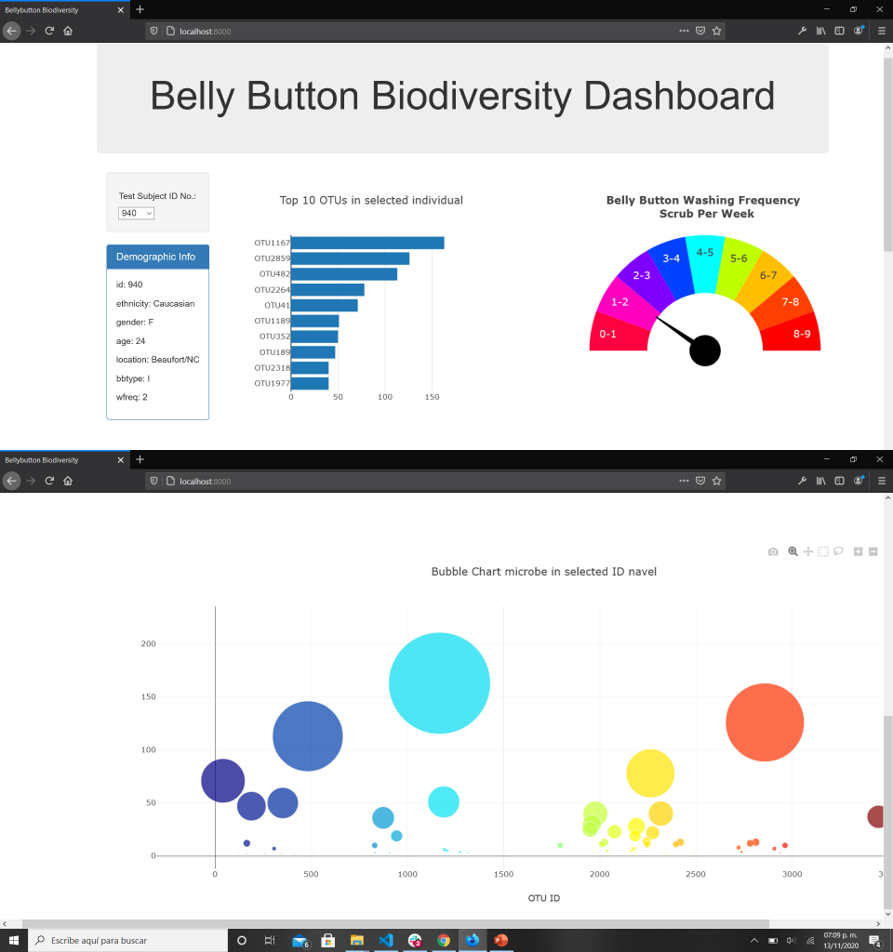 Bellybutton Biodiversity
localhost:8000
Belly Button Biodiversity Dashboard
Test Subject ID No.:
940
Demographic Info
id: 940
ethnicity: Caucasian
gender: F
age: 24
location: Beaufort/NC
bbtype: I
wfreq: 2
Top 10 OTUs in selected individual
OTU1167
OTU2859
OTU482
OTU2264
OTU41
OTU1189
OTU352
OTU189
OTU2318
OTU1977
0 50 100 150
Belly Button Washing Frequency
Scrub Per Week
0-1
1-2
2-3
3-4
4-5
5-6
6-7
7-8
8-9
Bellybutton Biodiversity
localhost:8000
Bubble Chart microbe in selected ID navel
200
150
100
50
0
0 500 1000 1500 2000 2500 3000 3
OTU ID
Escribe aquí para buscar
6
07:09 p. m.
13/11/2020
4